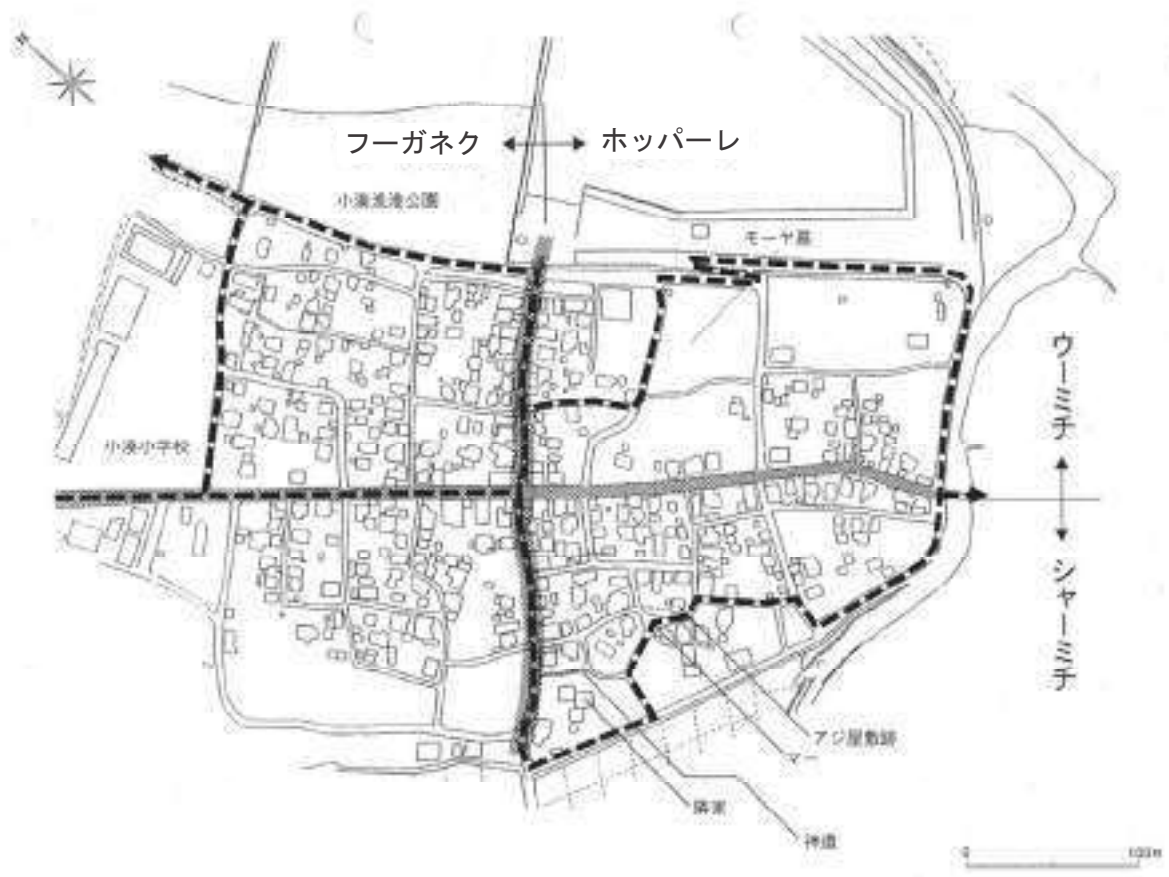 フーガネク
ホッパーレ
小湊漁港公園
モーヤ墓
小湊小学校
ウーミチ
シャーミチ
アジ屋敷跡
マー
神道
0
100m